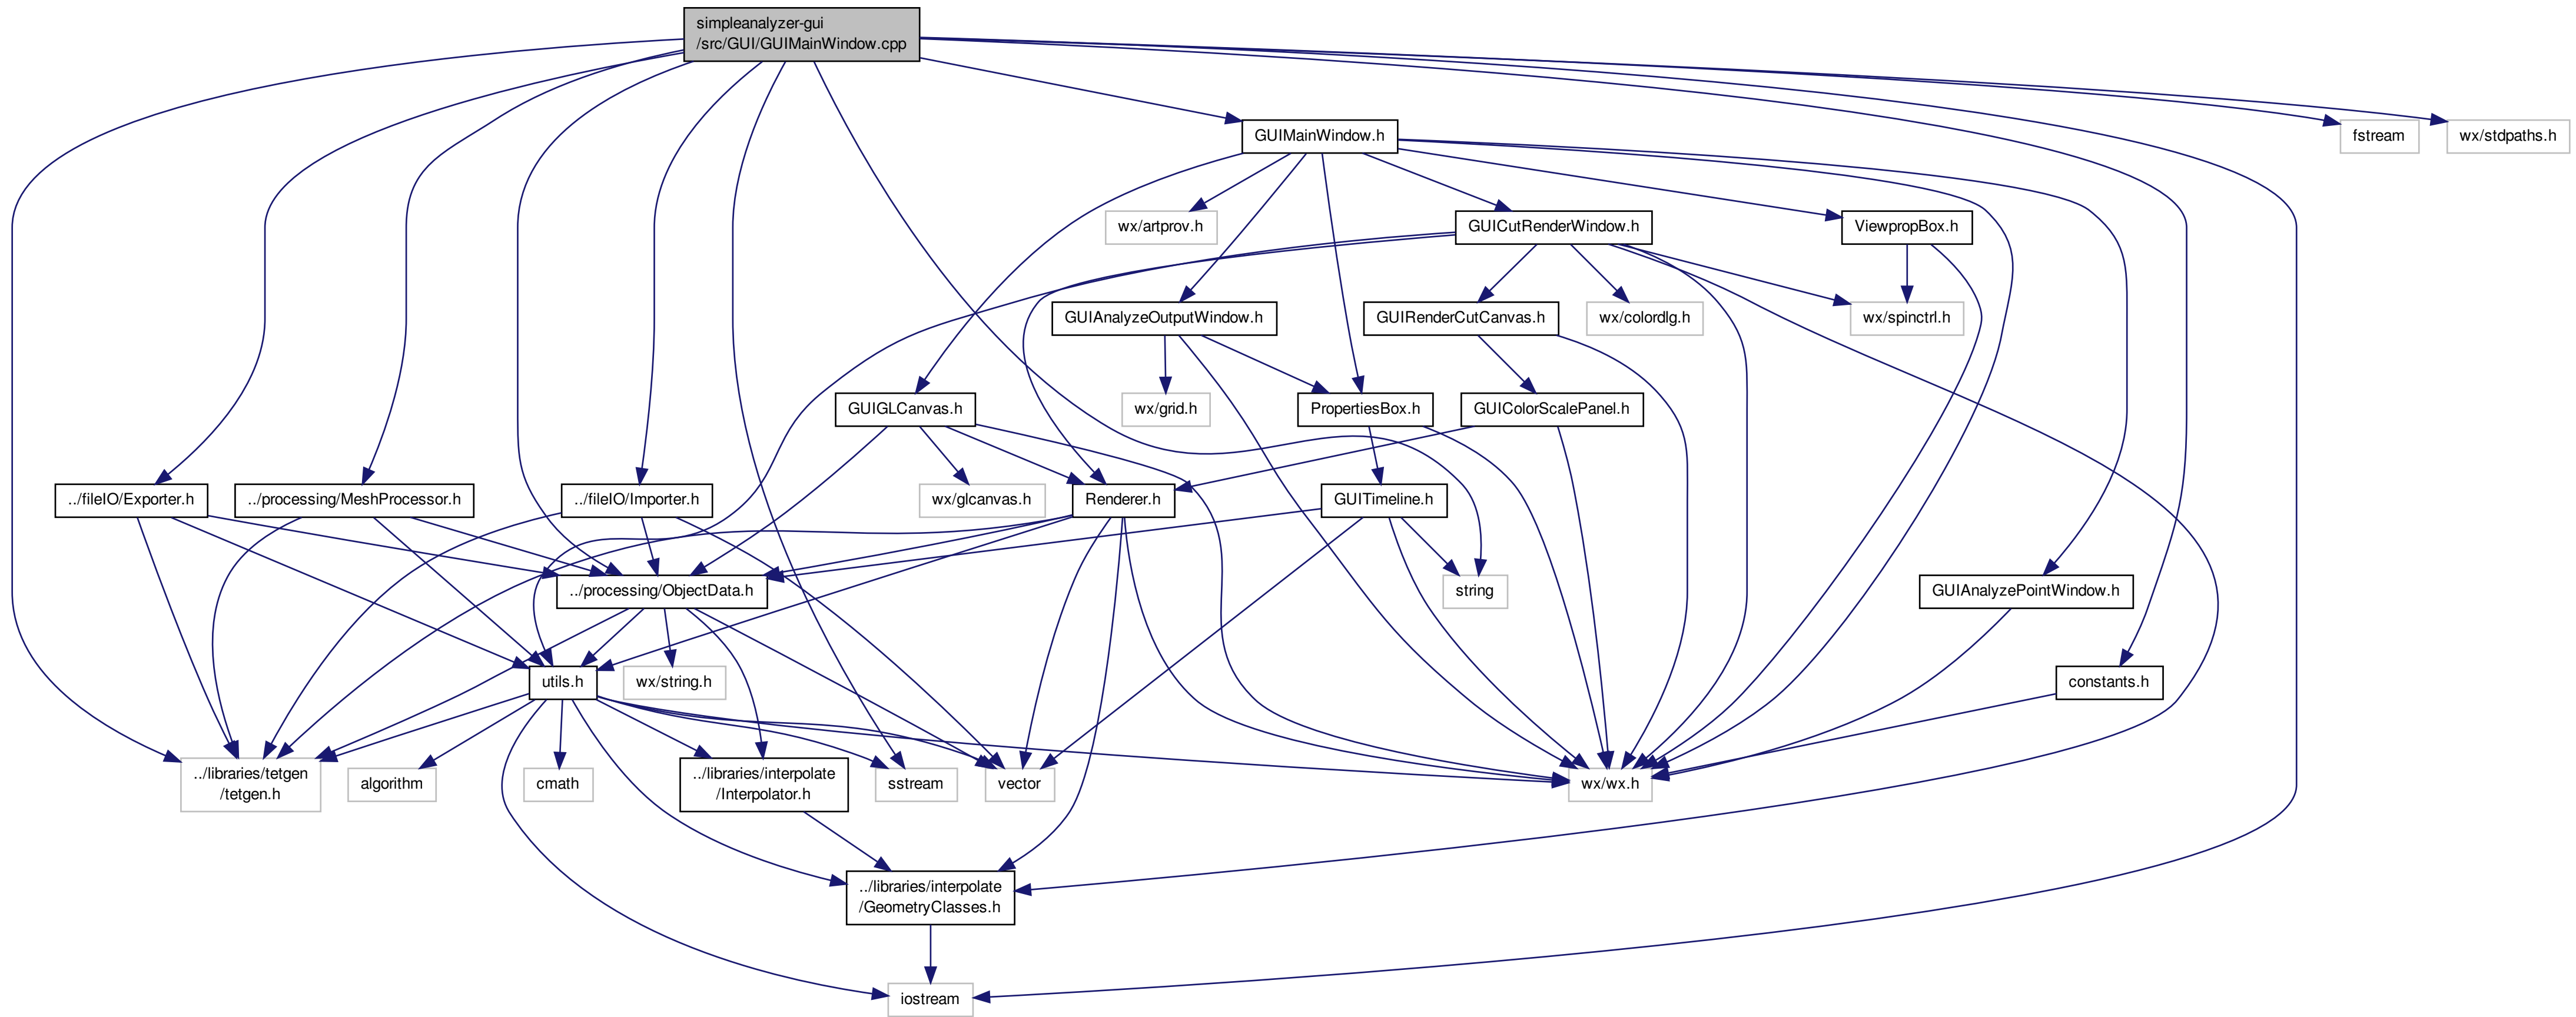 simpleanalyzer-gui
/src/GUI/GUIMainWindow.cpp
GUIMainWindow.h
fstream
wx/stdpaths.h
wx/artprov.h
GUICutRenderWindow.h
ViewpropBox.h
GUIAnalyzeOutputWindow.h
GUIRenderCutCanvas.h
wx/colordlg.h
wx/spinctrl.h
GUIGLCanvas.h
wx/grid.h
PropertiesBox.h
GUIColorScalePanel.h
../fileIO/Exporter.h
../processing/MeshProcessor.h
../fileIO/Importer.h
wx/glcanvas.h
Renderer.h
GUITimeline.h
../processing/ObjectData.h
string
GUIAnalyzePointWindow.h
utils.h
wx/string.h
constants.h
../libraries/tetgen
/tetgen.h
algorithm
cmath
../libraries/interpolate
/Interpolator.h
sstream
vector
wx/wx.h
../libraries/interpolate
/GeometryClasses.h
iostream